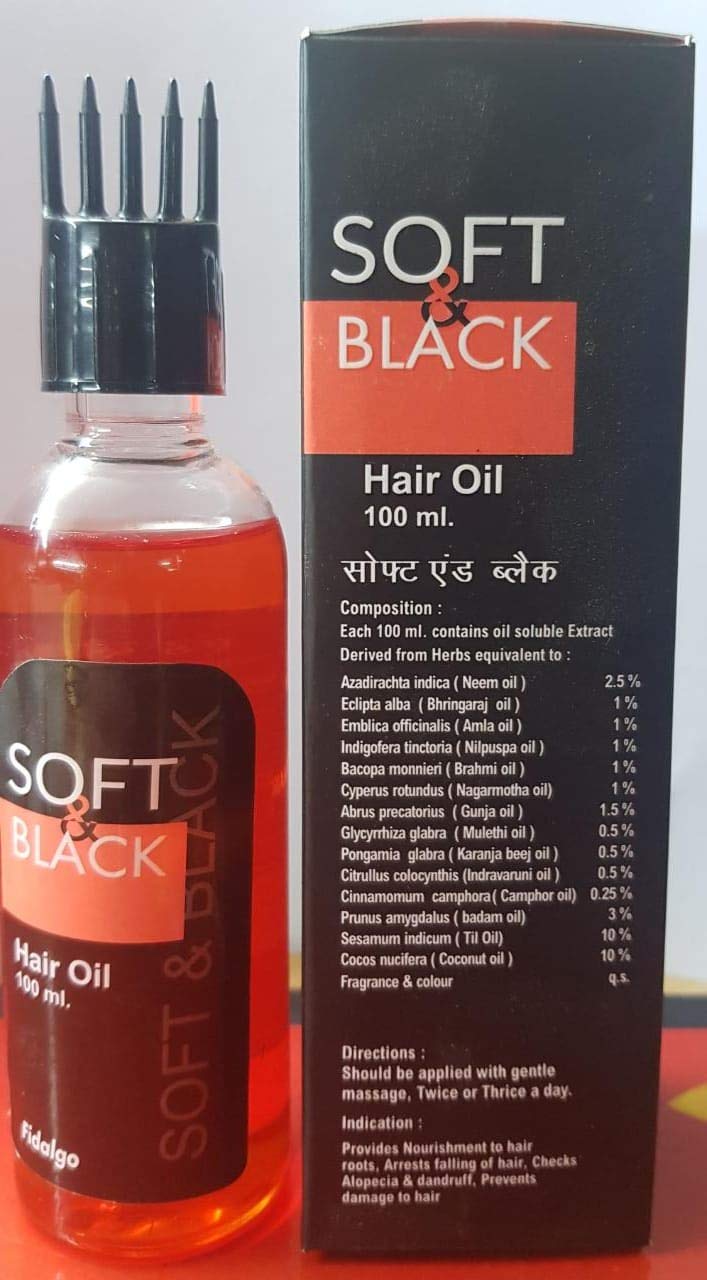 SOFT
&
BLACK
Hair Oil
100 ml.
SOFT & BLACK
Fidalgo
SOFT
&
BLACK
Hair Oil
100 ml.
सोफ्ट एंड ब्लैक
Composition :
Each 100 ml. contains oil soluble Extract
Derived from Herbs equivalent to :
Azadirachta indica ( Neem oil ) 2.5 %
Eclipta alba ( Bhringaraj oil ) 1 %
Emblica officinalis ( Amla oil ) 1 %
Indigofera tinctoria ( Nilpuspa oil ) 1 %
Bacopa monnieri ( Brahmi oil ) 1 %
Cyperus rotundus ( Nagarmotha oil) 1 %
Abrus precatorius ( Gunja oil ) 1.5 %
Glycyrrhiza glabra ( Mulethi oil ) 0.5 %
Pongamia glabra ( Karanja beej oil ) 0.5 %
Citrullus colocynthis (Indravaruni oil ) 0.5 %
Cinnamomum camphora( Camphor oil) 0.25 %
Prunus amygdalus ( badam oil) 3 %
Sesamum indicum ( Til Oil) 10 %
Cocos nucifera ( Coconut oil ) 10 %
Fragrance & colour q.s.
Directions :
Should be applied with gentle
massage, Twice or Thrice a day.
Indication :
Provides Nourishment to hair
roots, Arrests falling of hair, Checks
Alopecia & dandruff, Prevents
damage to hair